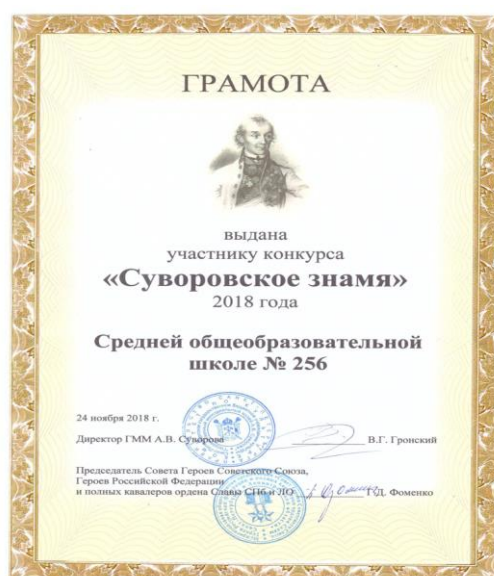 ГРАМОТА
выдана
участнику конкурса
«Суворовское знамя»
2018 года
Средней общеобразовательной
школе № 256
24 ноября 2018 г.
Директор ГММ А.В. Суворова
В.Г. Гронский
Председатель Совета Героев Советского Союза,
Героев Российской Федерации
и полных кавалеров ордена Славы СПб и ЛО
Г.Д. Фоменко